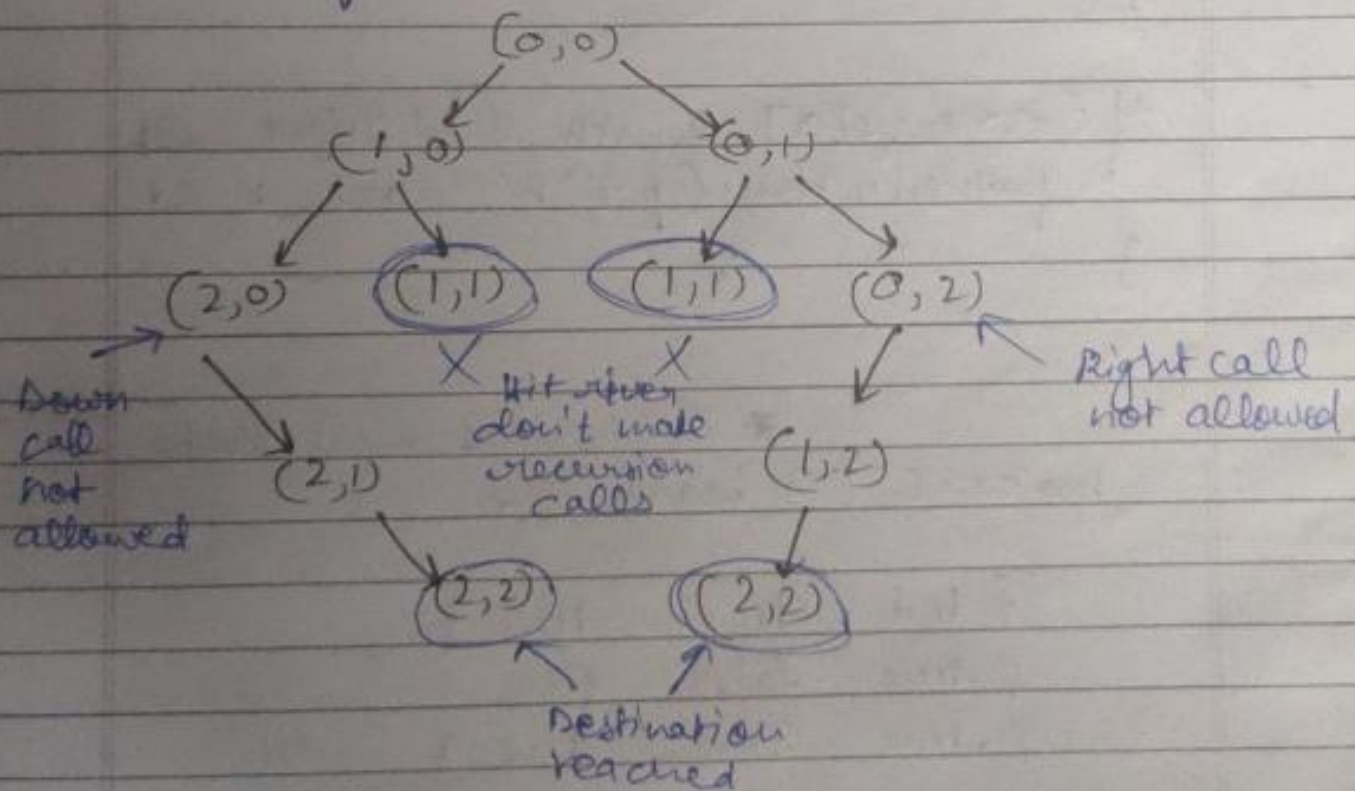 (0,0)
(1,0) (0,1)
(2,0) (1,1) (1,1) (0,2)
X X
Down
call
not
allowed
Hit river
don't make
recursion
calls
Right call
not allowed
(2,1) (1,2)
(2,2) (2,2)
Destination
reached